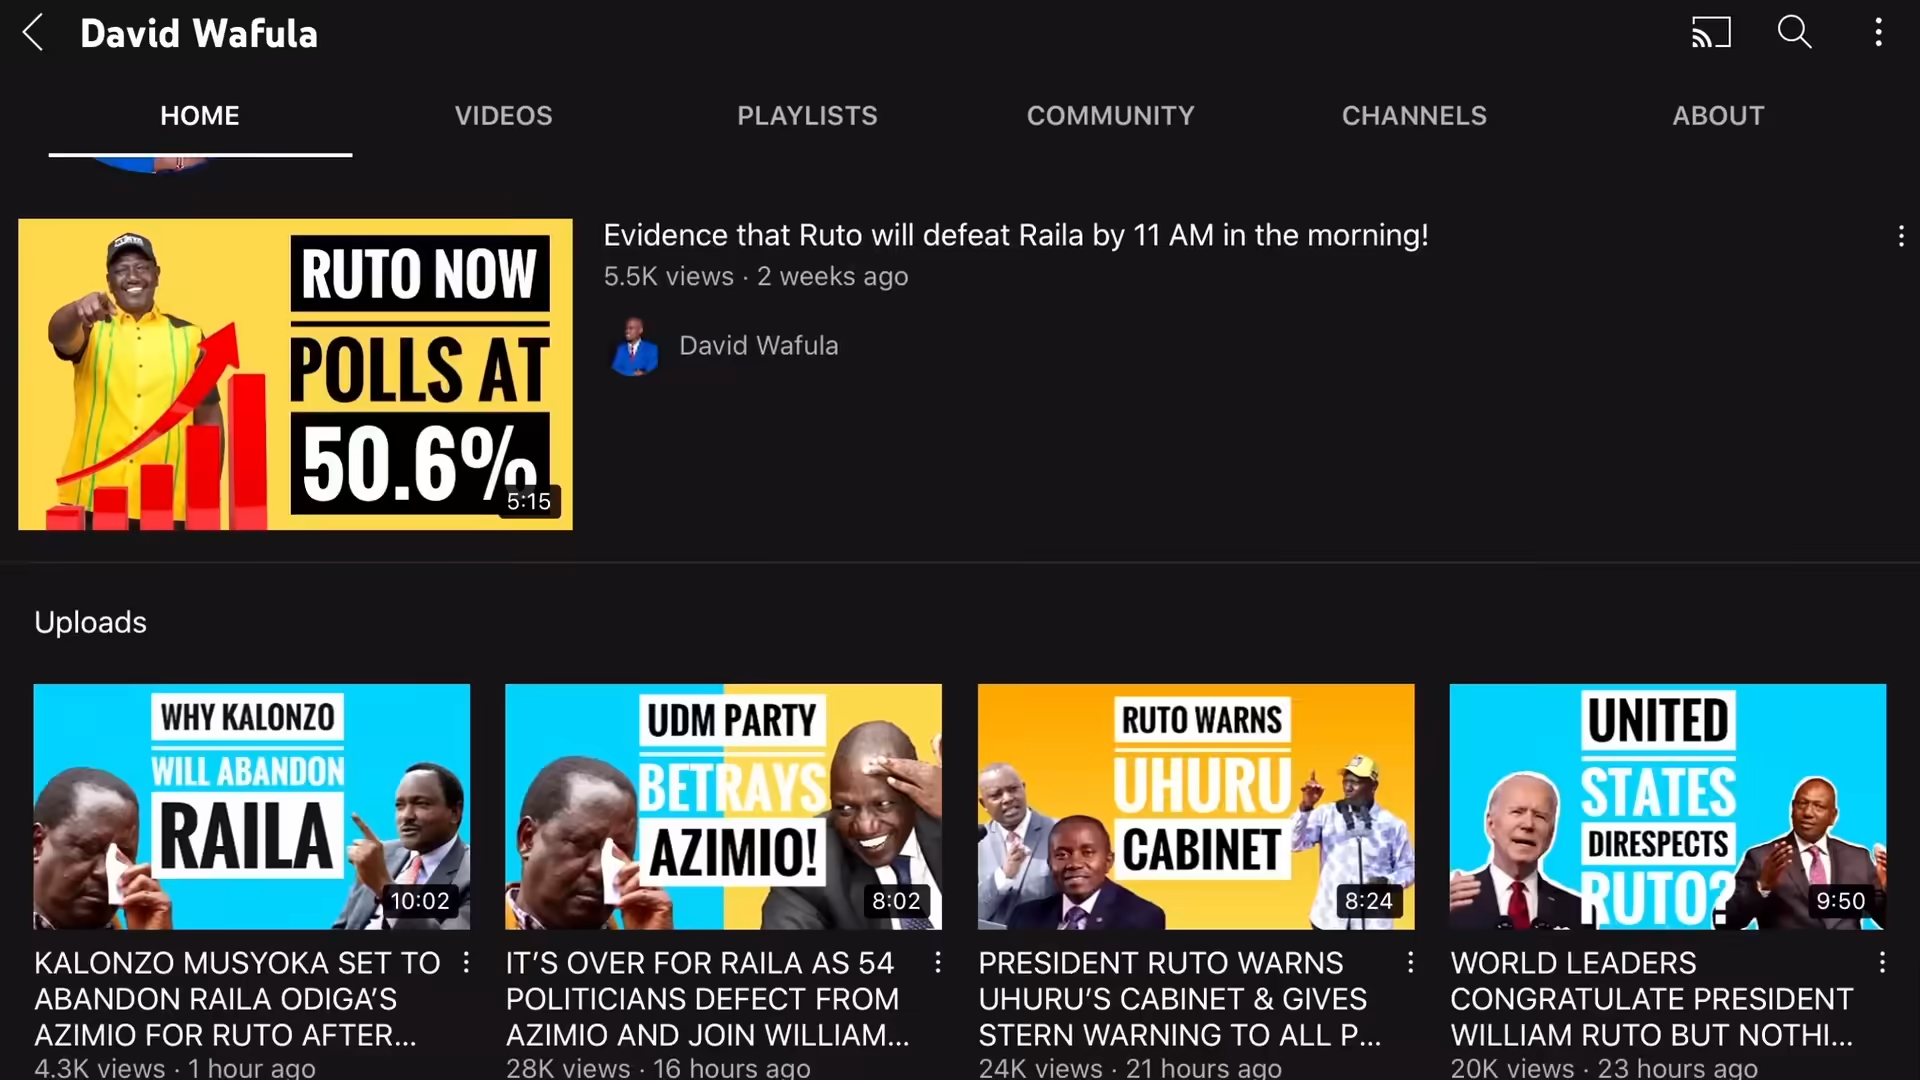 David Wafula
HOME
VIDEOS
PLAYLISTS
COMMUNITY
CHANNELS
ABOUT
RUTO NOW
POLLS AT
50.6%
5:15
Evidence that Ruto will defeat Raila by 11 AM in the morning!
5.5K views · 2 weeks ago
David Wafula
Uploads
WHY KALONZO
WILL ABANDON
RAILA
10:02
KALONZO MUSYOKA SET TO
ABANDON RAILA ODIGA’S
AZIMIO FOR RUTO AFTER...
4.3K views · 1 hour ago
UDM PARTY
BETRAYS
AZIMIO!
8:02
IT’S OVER FOR RAILA AS 54
POLITICIANS DEFECT FROM
AZIMIO AND JOIN WILLIAM...
28K views · 16 hours ago
RUTO WARNS
UHURU
CABINET
8:24
PRESIDENT RUTO WARNS
UHURU’S CABINET & GIVES
STERN WARNING TO ALL P...
24K views · 21 hours ago
UNITED
STATES
DIRESPECTS
RUTO?
9:50
WORLD LEADERS
CONGRATULATE PRESIDENT
WILLIAM RUTO BUT NOTHI...
20K views · 23 hours ago